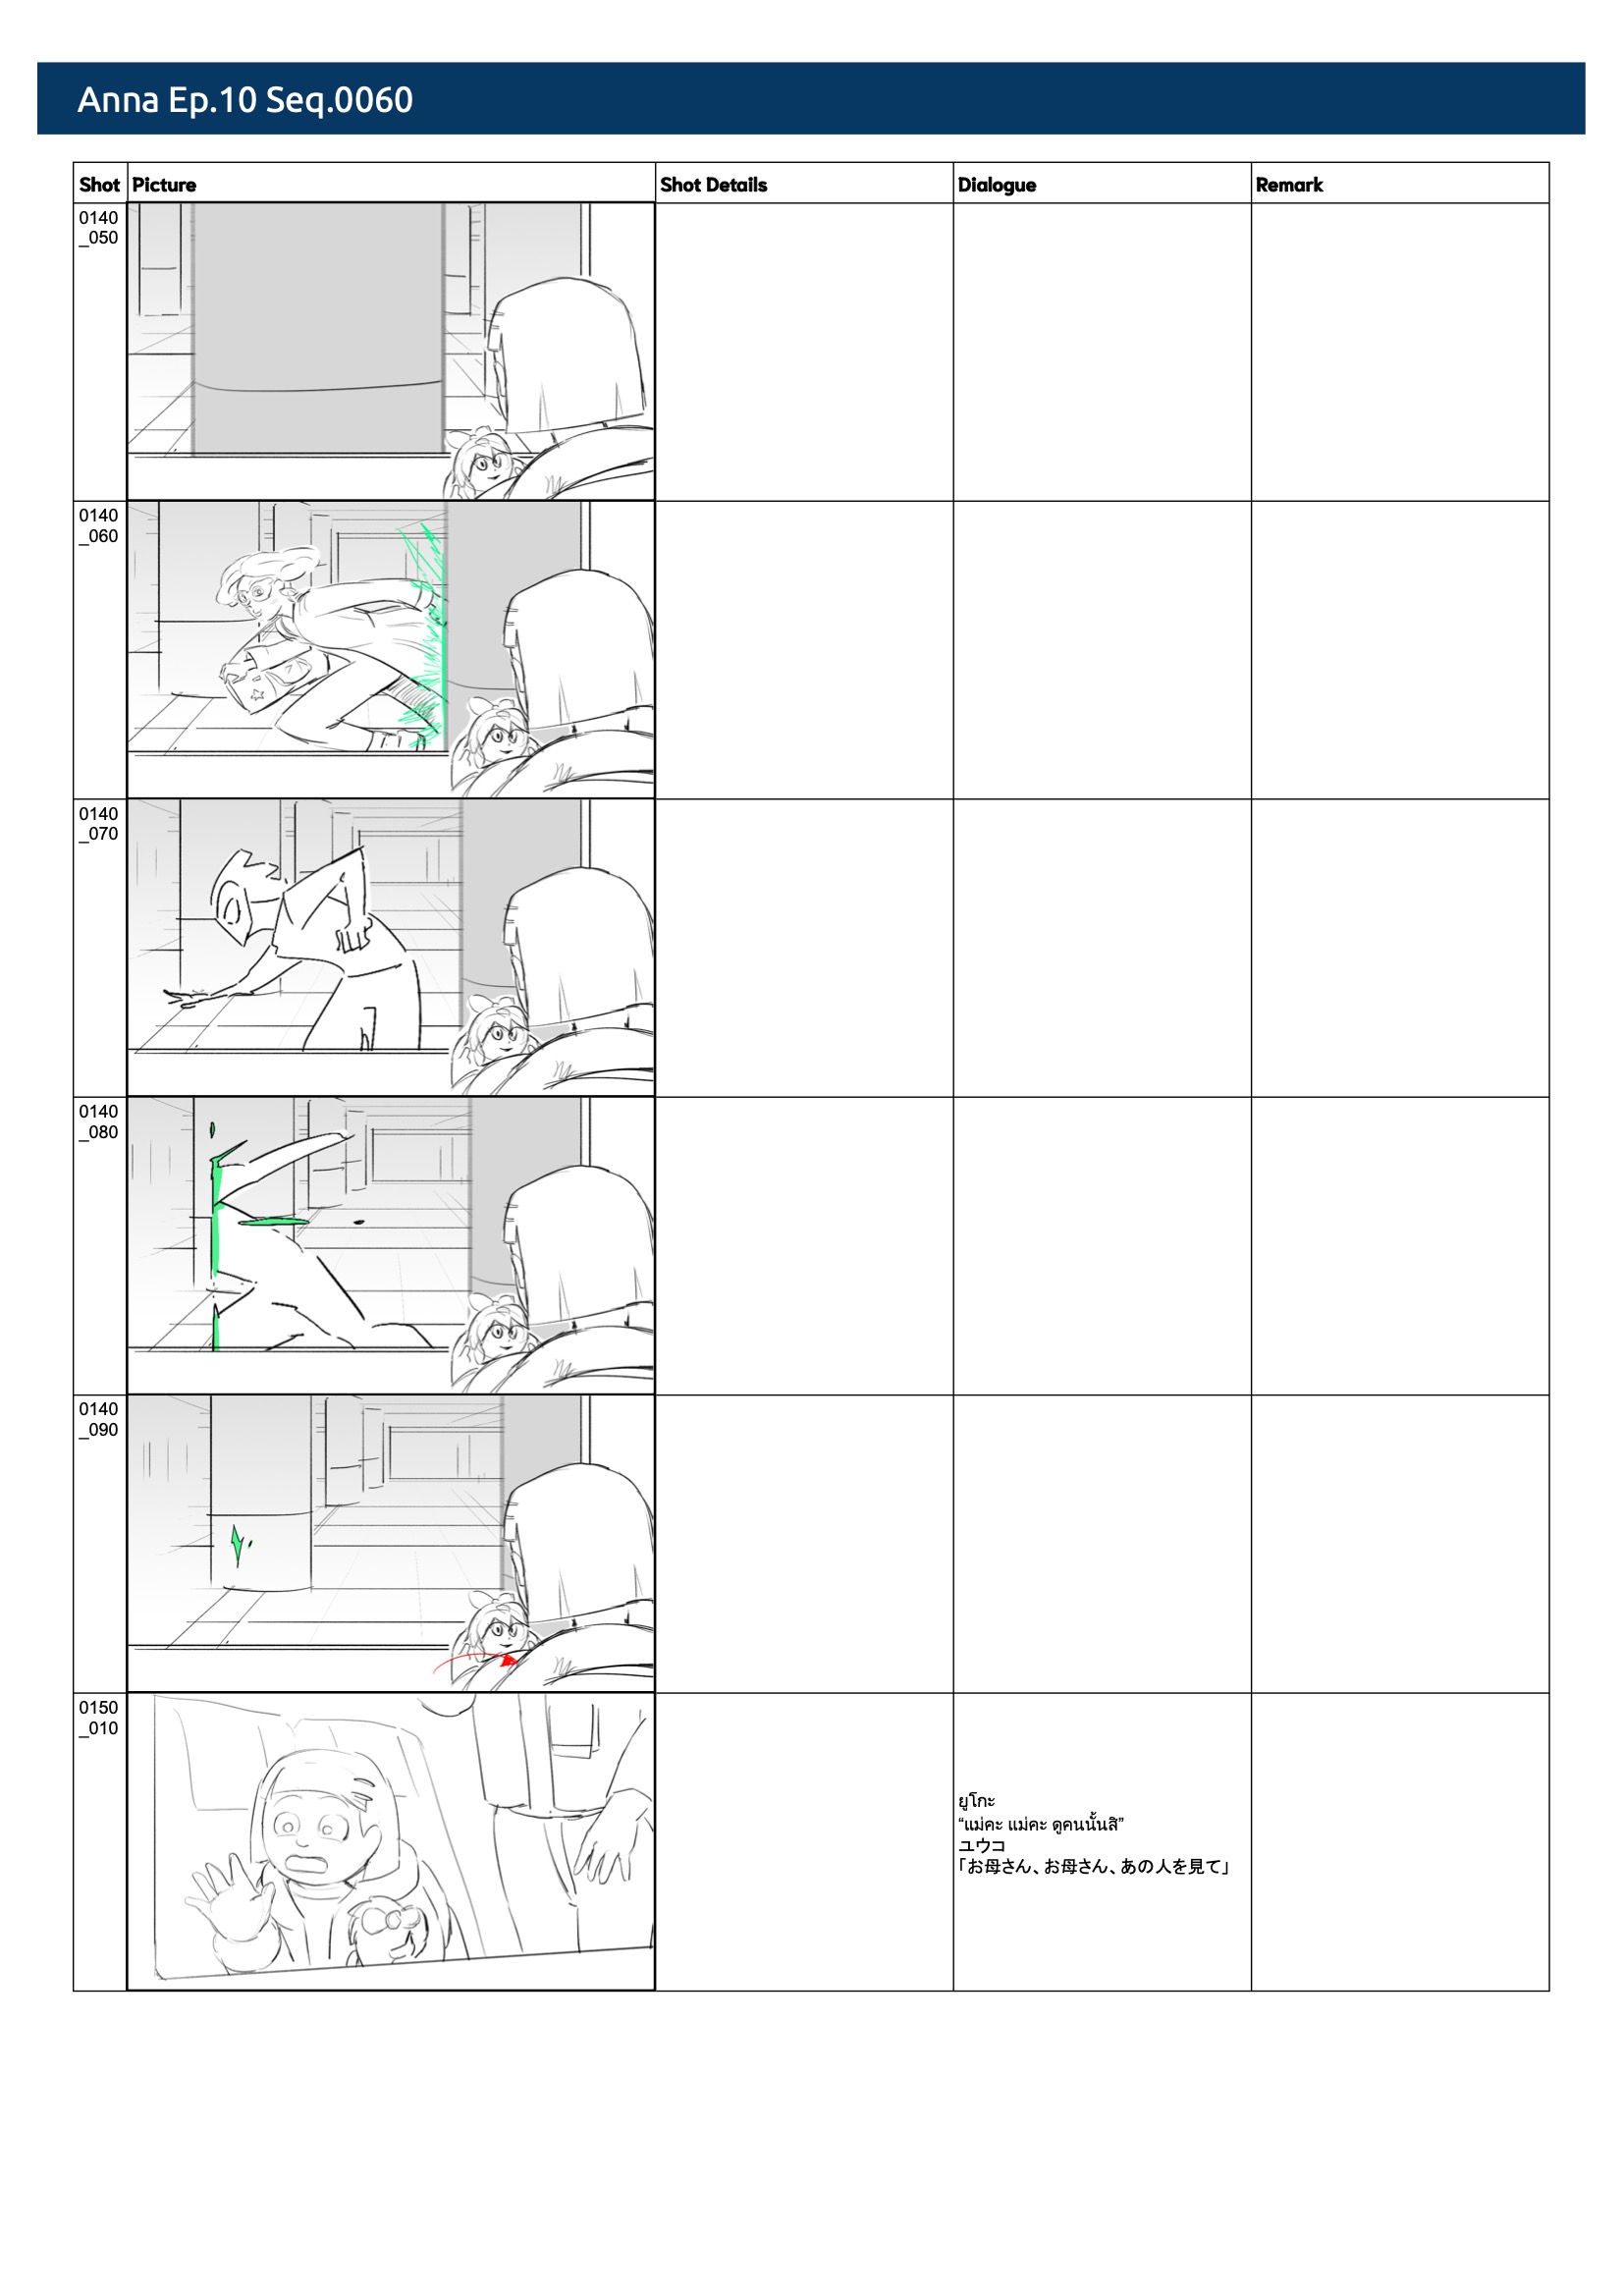 Anna Ep.10 Seq.0060
Shot Picture Shot Details Dialogue Remark
0140
_050
0140
_060
0140
_070
0140
_080
0140
_090
0150
_010
ยูโกะ
“แม่คะ แม่คะ ดูคนนั้นสิ”
ユウコ
「お母さん、お母さん、あの人を見て」